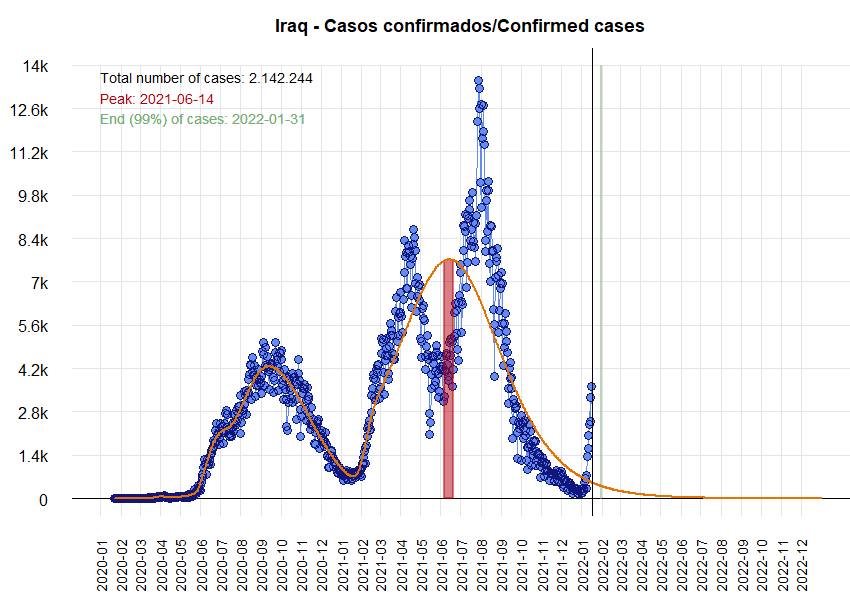 Iraq - Casos confirmados/Confirmed cases
14k
12.6k
11.2k
9.8k
8.4k
7k
5.6k
4.2k
2.8k
1.4k
0
Total number of cases: 2.142.244
Peak: 2021-06-14
End (99%) of cases: 2022-01-31
2020-01
2020-02
2020-03
2020-04
2020-05
2020-06
2020-07
2020-08
2020-09
2020-10
2020-11
2020-12
2021-01
2021-02
2021-03
2021-04
2021-05
2021-06
2021-07
2021-08
2021-09
2021-10
2021-11
2021-12
2022-01
2022-02
2022-03
2022-04
2022-05
2022-06
2022-07
2022-08
2022-09
2022-10
2022-11
2022-12